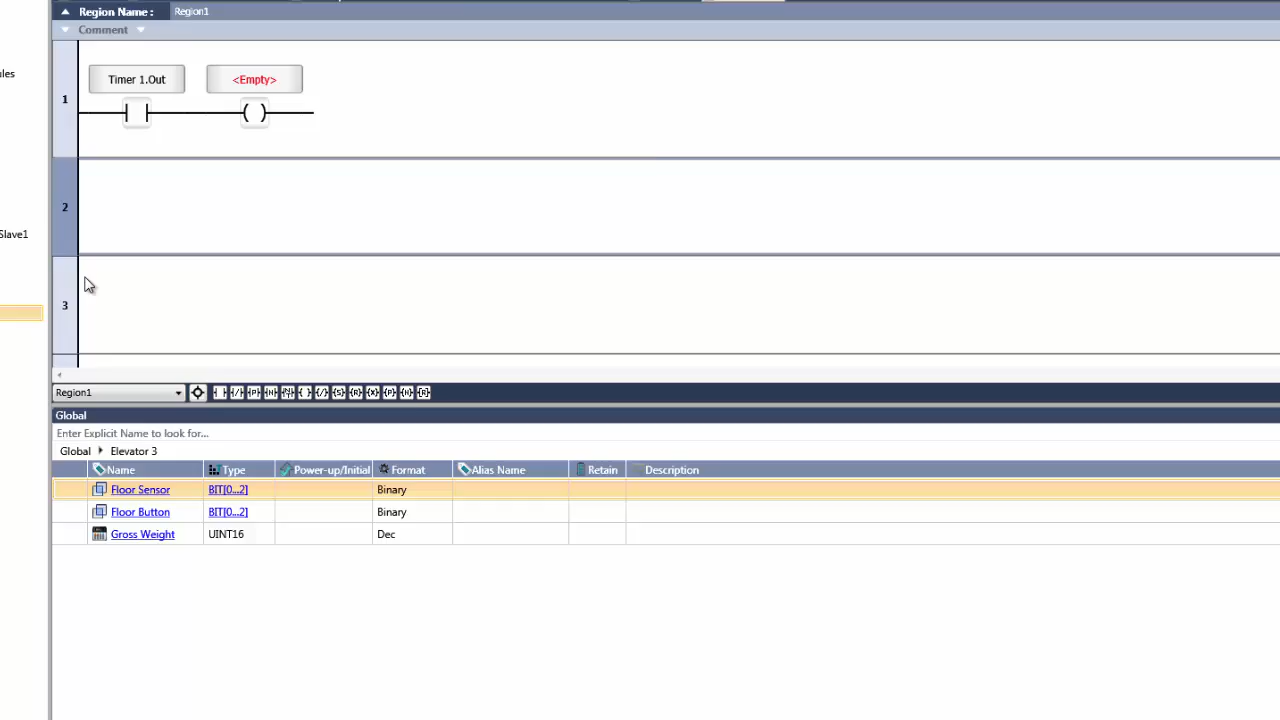 Region Name : Region1
Comment
ules
Timer 1.Out <Empty>
1
2
Slave1
3
Region1
Global
Enter Explicit Name to look for...
Global Elevator 3
Name Type Power-up/Initial Format Alias Name Retain Description
Floor Sensor BIT[0...2] Binary
Floor Button BIT[0...2] Binary
Gross Weight UINT16 Dec